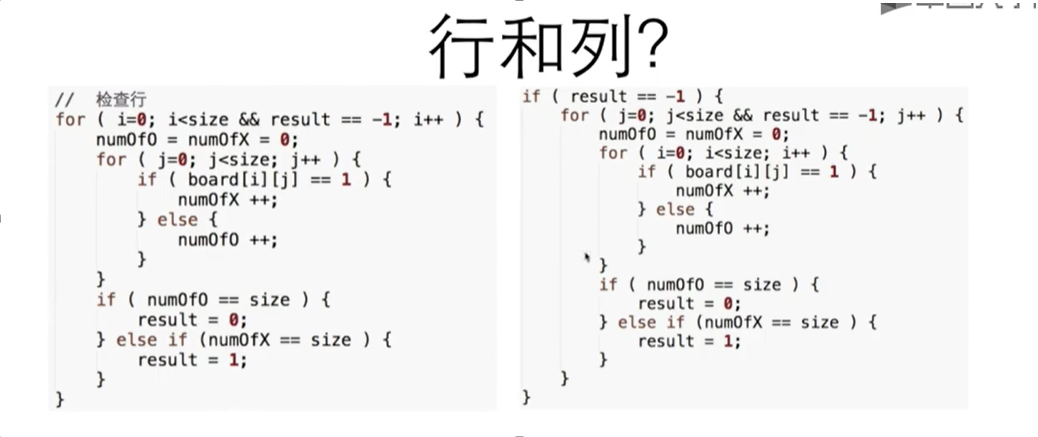 行和列?
// 检查行
for ( i=0; i<size && result == -1; i++ ) {
numOfO = numOfX = 0;
for ( j=0; j<size; j++ ) {
if ( board[i][j] == 1 ) {
numOfX ++;
} else {
numOfO ++;
}
}
if ( numOfO == size ) {
result = 0;
} else if (numOfX == size ) {
result = 1;
}
}
if ( result == -1 ) {
for ( j=0; j<size && result == -1; j++ ) {
numOfO = numOfX = 0;
for ( i=0; i<size; i++ ) {
if ( board[i][j] == 1 ) {
numOfX ++;
} else {
numOfO ++;
}
}
if ( numOfO == size ) {
result = 0;
} else if (numOfX == size ) {
result = 1;
}
}
}